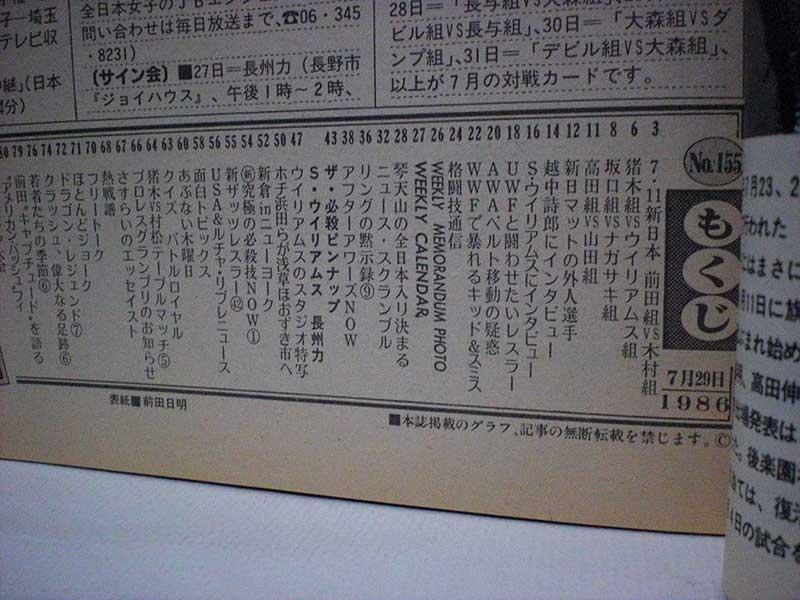 全日本女子のJBエン
問い合わせは毎日放送まで、☎06・345
・8231）
（サイン会）■27日＝長州力（長野市
『ジョイハウス』、午後1時〜2時、
28日＝「長与組VS大森組」、
ビル組VS長与組」、30日＝「大森組VSダ
ンプ組」、31日＝「デビル組VS大森組」、
以上が7月の対戦カードです。
―埼玉
テレビ収
継」（日本
No.155
もくじ
7月29日
1986
3 7・11新日本 前田組VS木村組
6 猪木組VSウイリアムス組
8 坂口組VSナガサキ組
11 高田組VS山田組
12 新日マットの外人選手
14 越中詩郎にインタビュー
16 S・ウイリアムスにインタビュー
18 UWFと闘わせたいレスラー
20 AWAベルト移動の疑惑
22 WWFで暴れるキッド&スミス
24 格闘技通信
26 WEEKLY MEMORANDUM PHOTO
27 WEEKLY CALENDAR
28 琴天山の全日本入り決まる
32 ニュース・スクランブル
36 リングの黙示録⑨
38 アフターアワーズNOW
43 ザ・必殺ピンナップ
S・ウイリアムス 長州力
47 ウイリアムスのスタジオ特写
50 ホテ浜田らが浅草ほおずき市へ
52 新倉inニューヨーク
54 ㊟究極の必殺技NOW①
55 新ザッツレスラー㊷
56 USA&ルチャ・リブレニュース
58 面白トピックス
60 あぶない木曜日
63 クイズ バトルロイヤル
64 猪木VS村松テーブルマッチ⑤
66 プロレスグランプリのお知らせ
67 さすらいのエッセイスト
68 熱戦譜
70 フリートーク
73 ほとんどジョーク
74 ドラゴン・レジェンド⑦
75 クラッシュ、偉大なる足跡⑥
76 若者たちの季節⑥
79 前田・キャプチュードを語る
80 アメリカン・パッシュフィ
表紙■前田日明
■本誌掲載のグラフ、記事の無断転載を禁じます。©
7月23、2
行われた
はまさに
月11日に放
まれ始め
高田伸
場発表は
。後楽園
ては、復元
4日の試合を